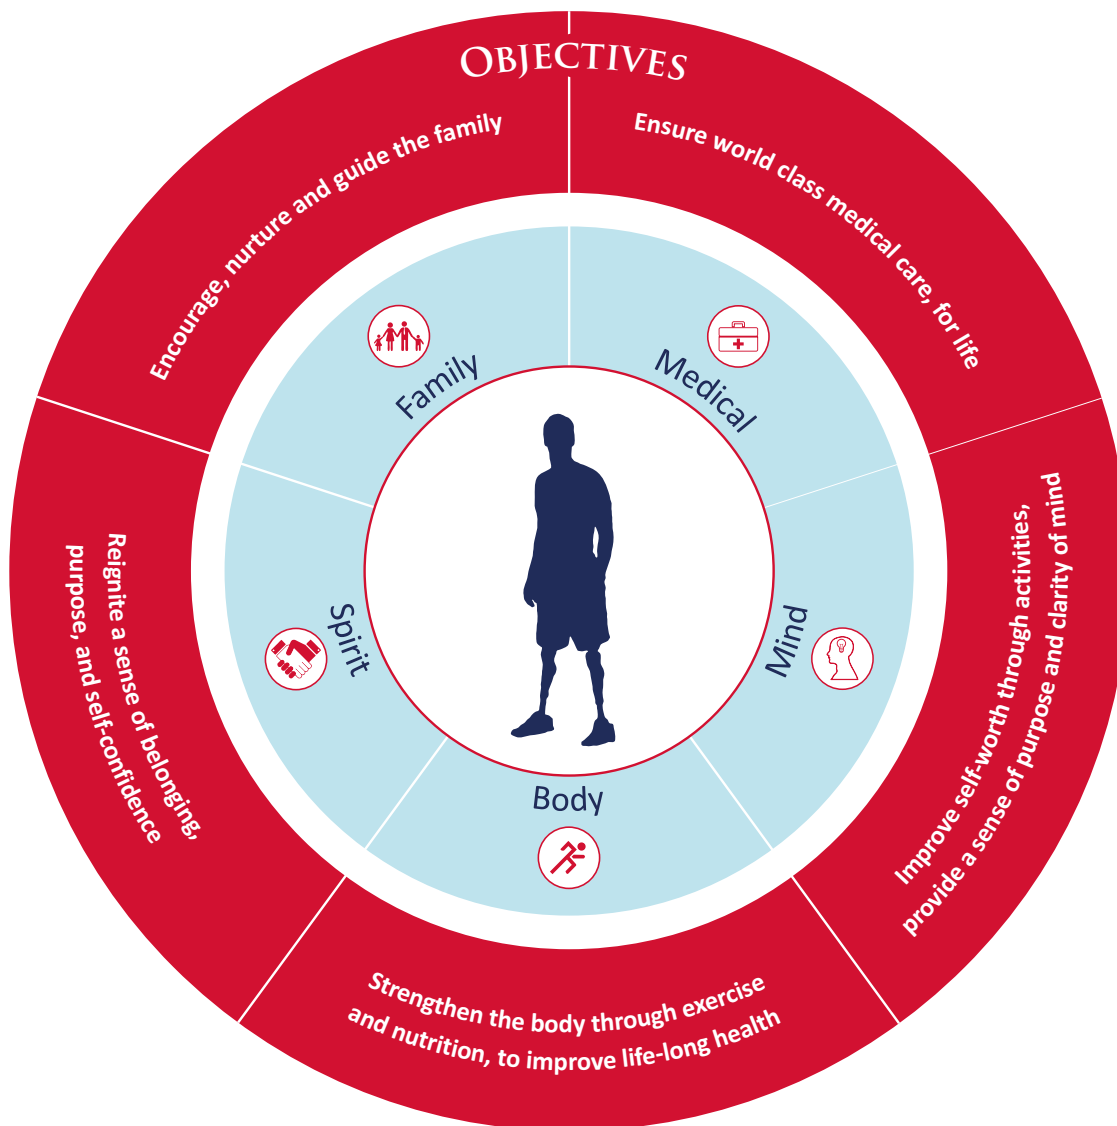 OBJECTIVES
Encourage, nurture and guide the family
Ensure world class medical care, for life
Improve self-worth through activities,
provide a sense of purpose and clarity of mind
Strengthen the body through exercise
and nutrition, to improve life-long health
Reignite a sense of belonging,
purpose, and self-confidence
Family
Medical
Mind
Body
Spirit